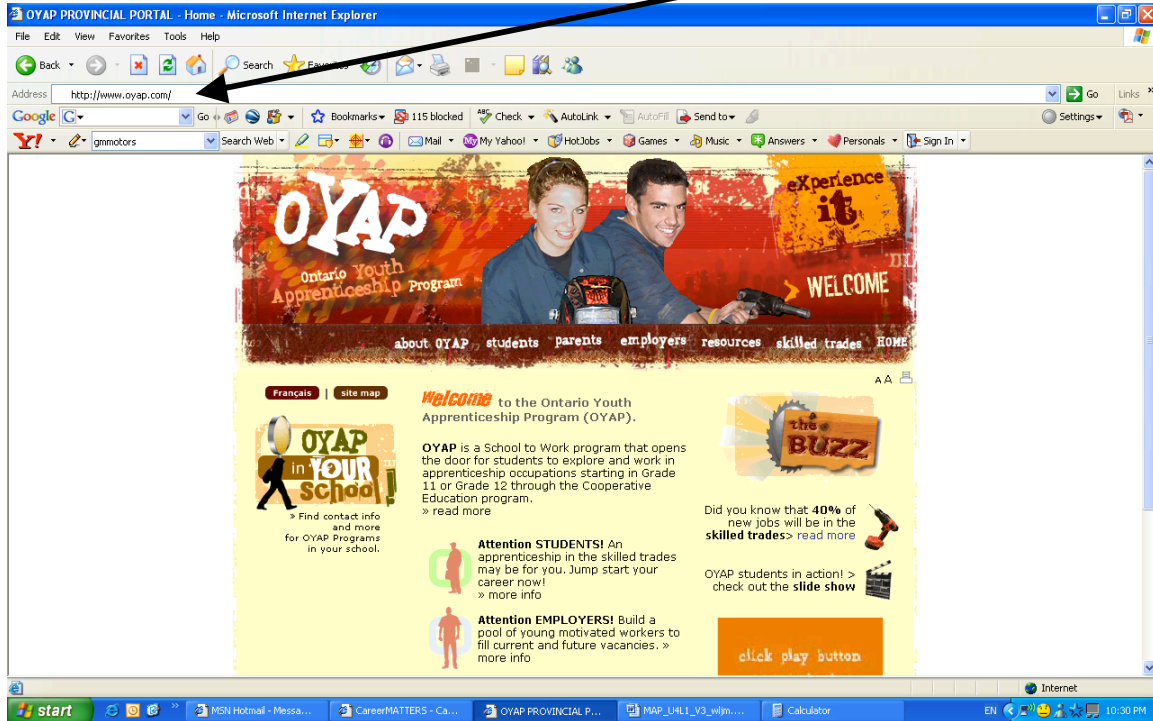 OYAP PROVINCIAL PORTAL - Home - Microsoft Internet Explorer
File Edit View Favorites Tools Help
Back Search Favorites
Address http://www.oyap.com/ Go Links »
Google G Go Bookmarks 115 blocked ABC Check AutoLink AutoFill Send to Settings
Y! gmmotors Search Web Mail My Yahoo! HotJobs Games Music Answers Personals Sign In
OYAP
Ontario Youth
Apprenticeship Program
eXperience
it
WELCOME
about OYAP students parents employers resources skilled trades HOME
A A
Français | site map
OYAP
in YOUR
School!
» Find contact info
and more
for OYAP Programs
in your school.
Welcome to the Ontario Youth
Apprenticeship Program (OYAP).
OYAP is a School to Work program that opens
the door for students to explore and work in
apprenticeship occupations starting in Grade
11 or Grade 12 through the Cooperative
Education program.
» read more
Attention STUDENTS! An
apprenticeship in the skilled trades
may be for you. Jump start your
career now!
» more info
Attention EMPLOYERS! Build a
pool of young motivated workers to
fill current and future vacancies. »
more info
the
BUZZ
Did you know that 40% of
new jobs will be in the
skilled trades> read more
OYAP students in action! >
check out the slide show
click play button
Internet
start » MSN Hotmail - Messa... CareerMATTERS - Ca... OYAP PROVINCIAL P... MAP_U4L1_V3_wljm.... Calculator EN 10:30 PM